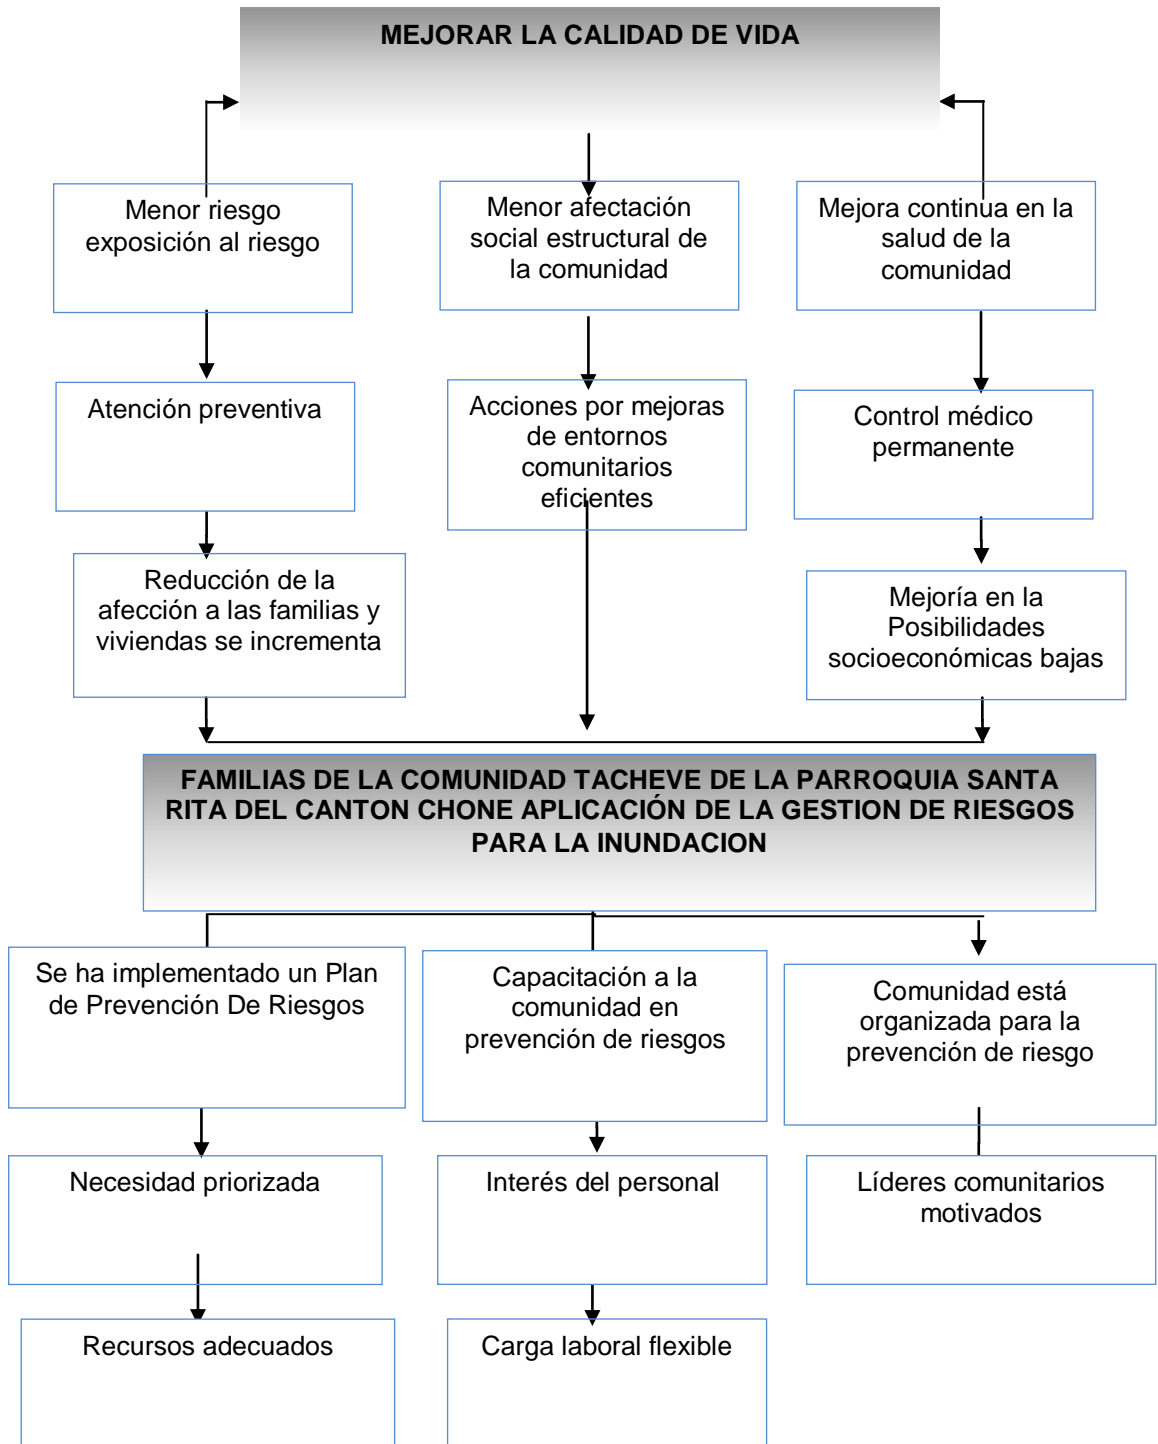 MEJORAR LA CALIDAD DE VIDA
Menor riesgo
exposición al riesgo
Menor afectación
social estructural de
la comunidad
Mejora continua en la
salud de la
comunidad
Atención preventiva
Acciones por mejoras
de entornos
comunitarios
eficientes
Control médico
permanente
Reducción de la
afección a las familias y
viviendas se incrementa
Mejoría en la
Posibilidades
socioeconómicas bajas
FAMILIAS DE LA COMUNIDAD TACHEVE DE LA PARROQUIA SANTA
RITA DEL CANTON CHONE APLICACIÓN DE LA GESTION DE RIESGOS
PARA LA INUNDACION
Se ha implementado un Plan
de Prevención De Riesgos
Capacitación a la
comunidad en
prevención de riesgos
Comunidad está
organizada para la
prevención de riesgo
Necesidad priorizada
Interés del personal
Líderes comunitarios
motivados
Recursos adecuados
Carga laboral flexible